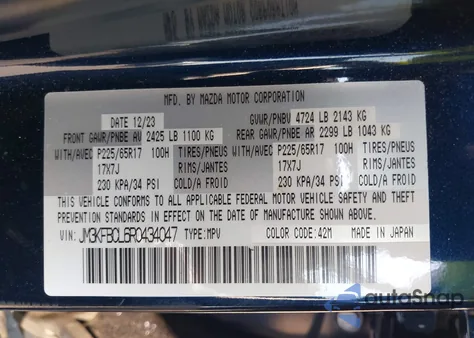 MFD. BY MAZDA MOTOR CORPORATION
DATE 12/23 GVWR/PNBV 4724 LB 2143 KG
FRONT GAWR/PNBE AV 2425 LB 1100 KG REAR GAWR/PNBE AR 2299 LB 1043 KG
WITH/AVEC P225/65R17 100H TIRES/PNEUS WITH/AVEC P225/65R17 100H TIRES/PNEUS
17X7J RIMS/JANTES 17X7J RIMS/JANTES
230 KPA/34 PSI COLD/A FROID 230 KPA/34 PSI COLD/A FROID
THIS VEHICLE CONFORMS TO ALL APPLICABLE FEDERAL MOTOR VEHICLE SAFETY, BUMPER, AND THEFT
PREVENTION STANDARDS IN EFFECT ON THE DATE OF MANUFACTURE SHOWN ABOVE.
VIN: JM3KFBCL6R0434047 TYPE:MPV COLOR CODE:42M MADE IN JAPAN
autoSnap